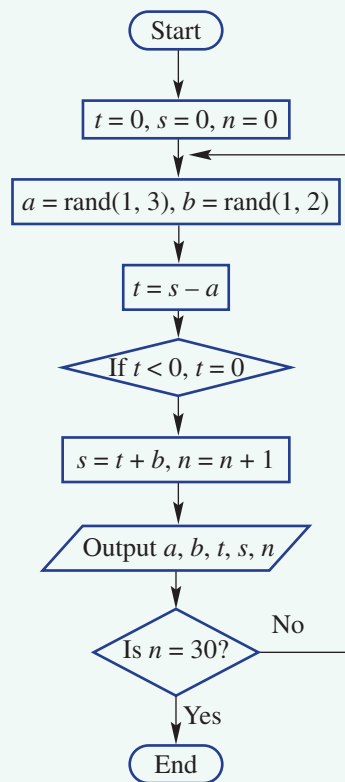 Start
t = 0, s = 0, n = 0
a = rand(1, 3), b = rand(1, 2)
t = s – a
If t < 0, t = 0
s = t + b, n = n + 1
Output a, b, t, s, n
Is n = 30?
No
Yes
End